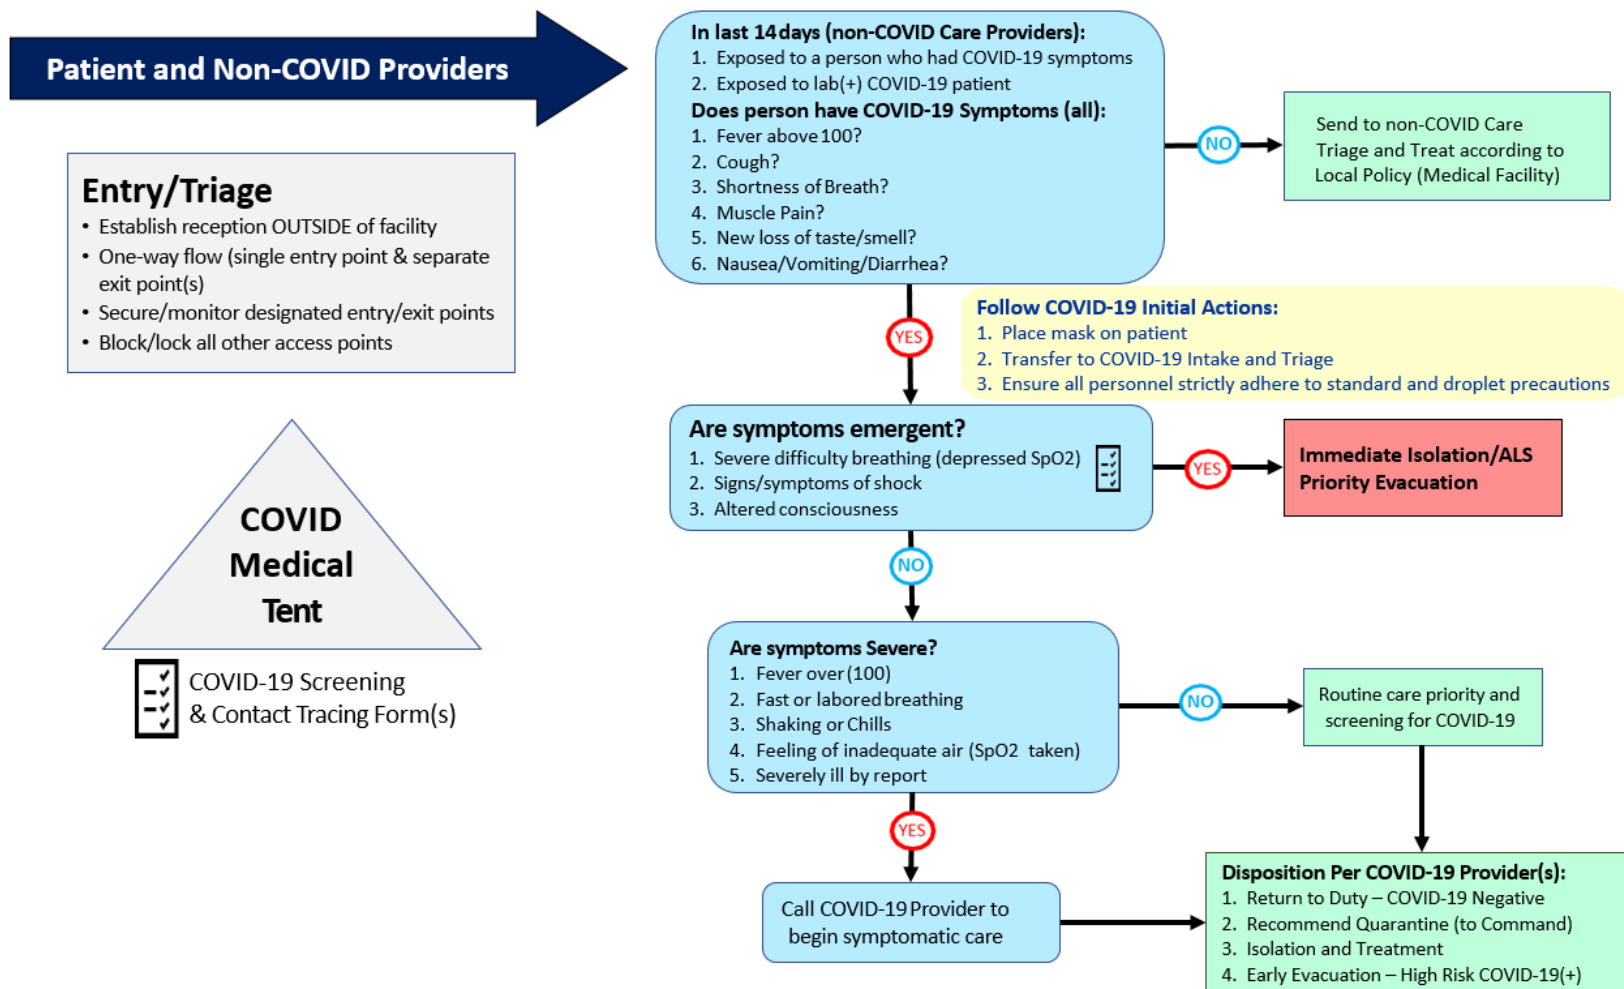 Patient and Non-COVID Providers
Entry/Triage
• Establish reception OUTSIDE of facility
• One-way flow (single entry point & separate
exit point(s)
• Secure/monitor designated entry/exit points
• Block/lock all other access points
COVID
Medical
Tent
COVID-19 Screening
& Contact Tracing Form(s)
In last 14 days (non-COVID Care Providers):
1. Exposed to a person who had COVID-19 symptoms
2. Exposed to lab(+) COVID-19 patient
Does person have COVID-19 Symptoms (all):
1. Fever above 100?
2. Cough?
3. Shortness of Breath?
4. Muscle Pain?
5. New loss of taste/smell?
6. Nausea/Vomiting/Diarrhea?
NO
Send to non-COVID Care
Triage and Treat according to
Local Policy (Medical Facility)
YES
Follow COVID-19 Initial Actions:
1. Place mask on patient
2. Transfer to COVID-19 Intake and Triage
3. Ensure all personnel strictly adhere to standard and droplet precautions
Are symptoms emergent?
1. Severe difficulty breathing (depressed SpO2)
2. Signs/symptoms of shock
3. Altered consciousness
YES
Immediate Isolation/ALS
Priority Evacuation
NO
Are symptoms Severe?
1. Fever over (100)
2. Fast or labored breathing
3. Shaking or Chills
4. Feeling of inadequate air (SpO2 taken)
5. Severely ill by report
NO
Routine care priority and
screening for COVID-19
YES
Call COVID-19 Provider to
begin symptomatic care
Disposition Per COVID-19 Provider(s):
1. Return to Duty – COVID-19 Negative
2. Recommend Quarantine (to Command)
3. Isolation and Treatment
4. Early Evacuation – High Risk COVID-19(+)